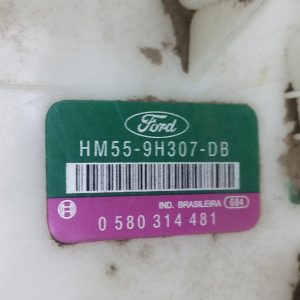 Ford
HM55-9H307-DB
IND. BRASILEIRA 684
0 580 314 481